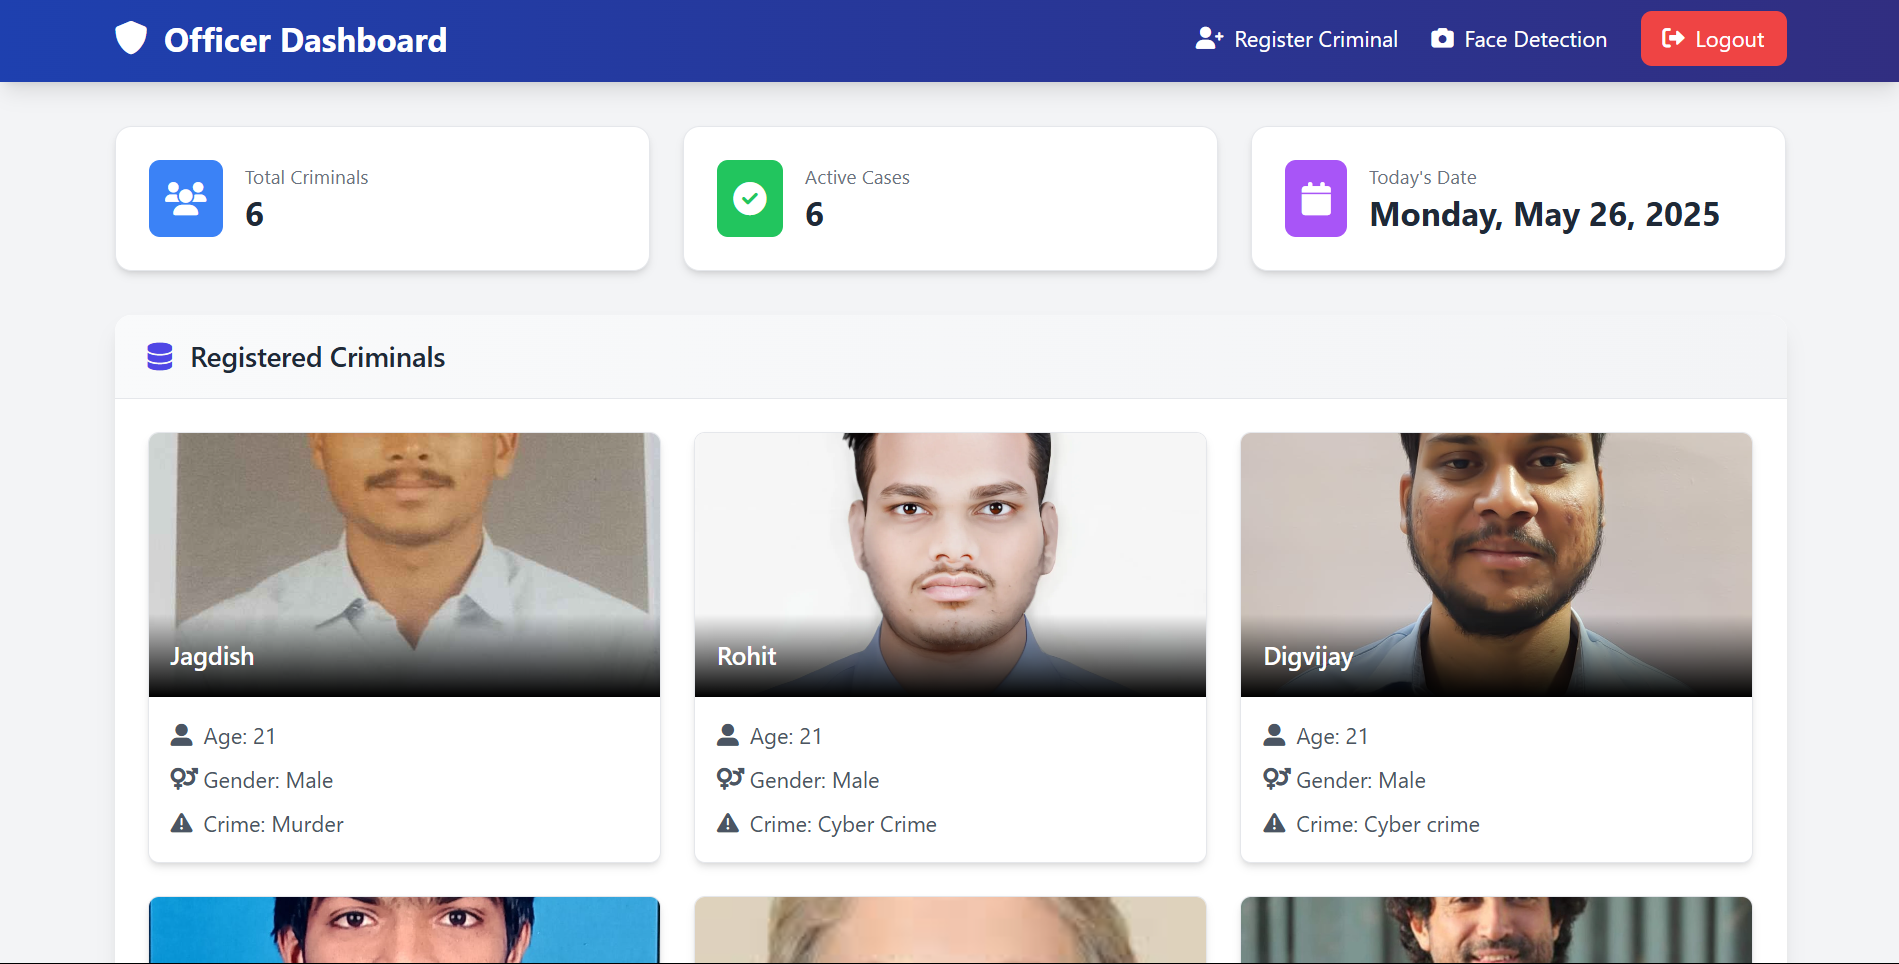 Officer Dashboard
Register Criminal
Face Detection
Logout
Total Criminals
6
Active Cases
6
Today's Date
Monday, May 26, 2025
Registered Criminals
Jagdish
Age: 21
Gender: Male
Crime: Murder
Rohit
Age: 21
Gender: Male
Crime: Cyber Crime
Digvijay
Age: 21
Gender: Male
Crime: Cyber crime